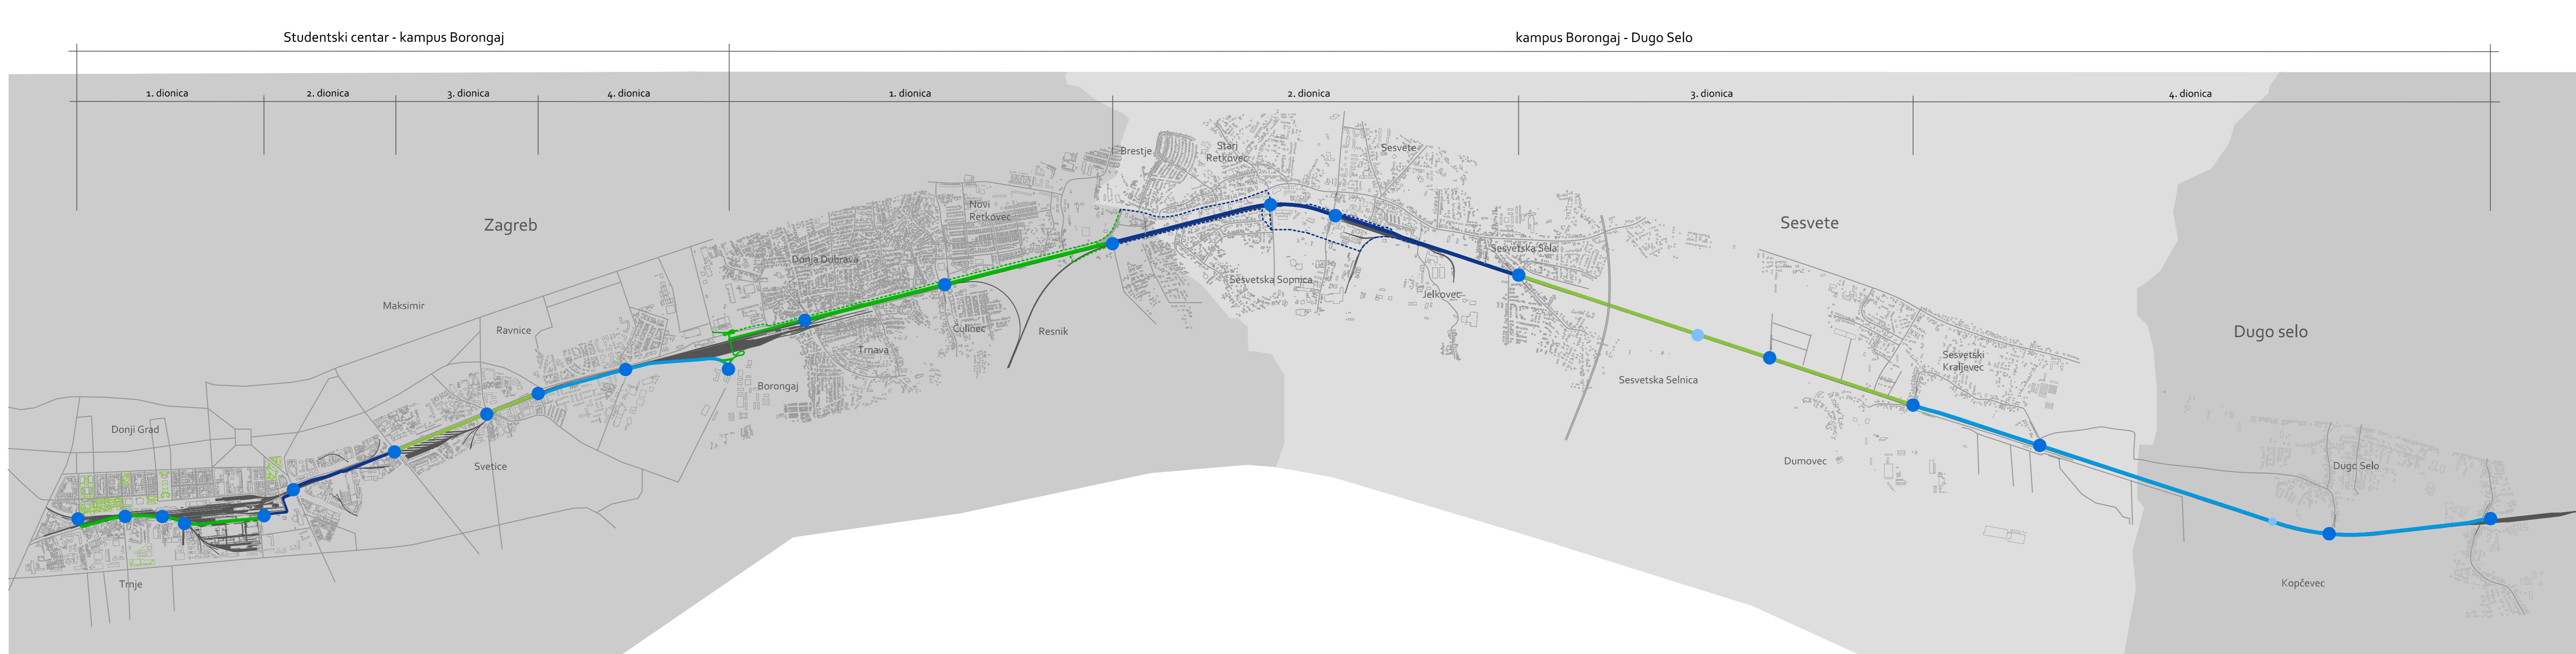 Studentski centar - kampus Borongaj
kampus Borongaj - Dugo Selo
1. dionica
2. dionica
3. dionica
4. dionica
1. dionica
2. dionica
3. dionica
4. dionica
Zagreb
Sesvete
Dugo selo
Brestje
Stari
Retkovec
Sesvete
Novi
Retkovec
Donja Dubrava
Sesvetska Sela
Sesvetska Sopnica
Jelkovec
Maksimir
Ravnice
Čulinec
Resnik
Trnava
Borongaj
Sesvetska Selnica
Sesvetski
Kraljevec
Donji Grad
Svetice
Dumovec
Dugo Selo
Trnje
Kopčevec